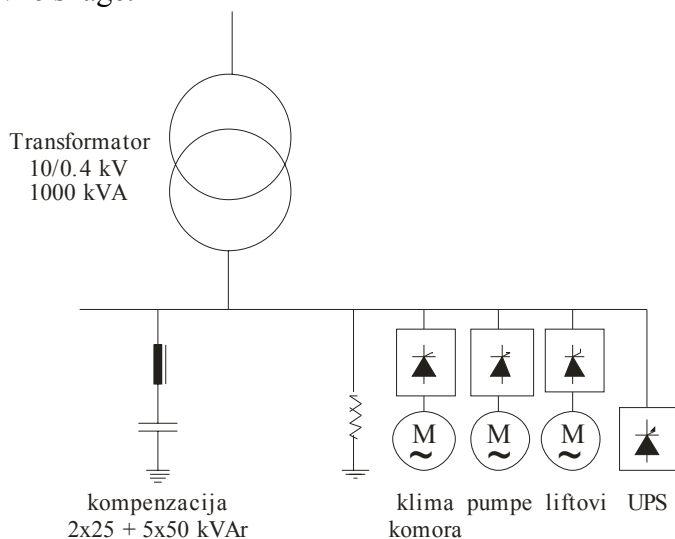 Transformator
10/0.4 kV
1000 kVA
M
~
M
~
M
~
kompenzacija
2x25 + 5x50 kVAr
klima
komora
pumpe
liftovi
UPS